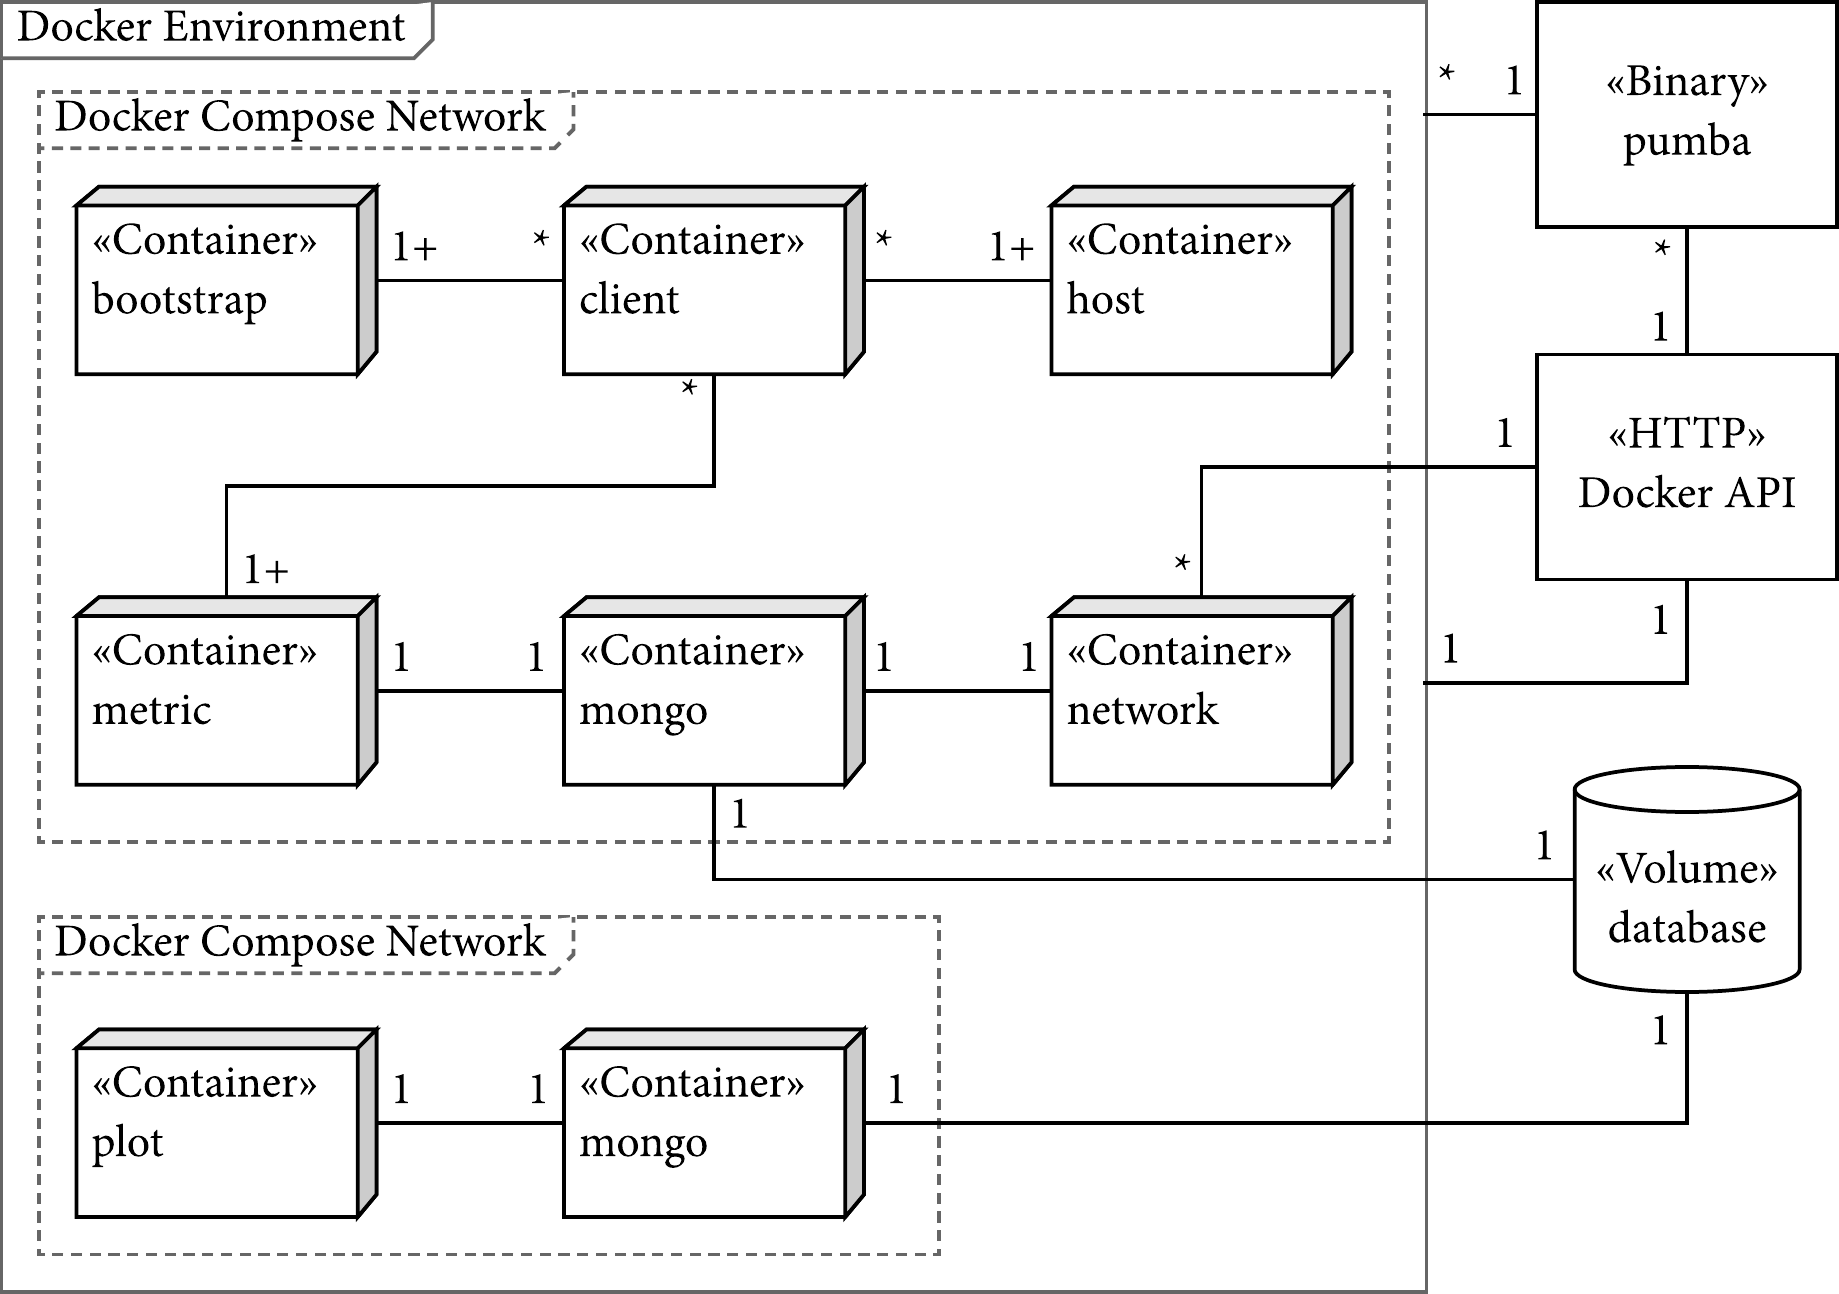 Docker Environment
* 1
«Binary»
pumba
Docker Compose Network
«Container»
bootstrap
1+ *
«Container»
client
* 1+
«Container»
host
*
1
*
1
«HTTP»
Docker API
1+
*
1
1
«Container»
metric
1 1
«Container»
mongo
1 1
«Container»
network
1
1
«Volume»
database
1
Docker Compose Network
«Container»
plot
1 1
«Container»
mongo
1